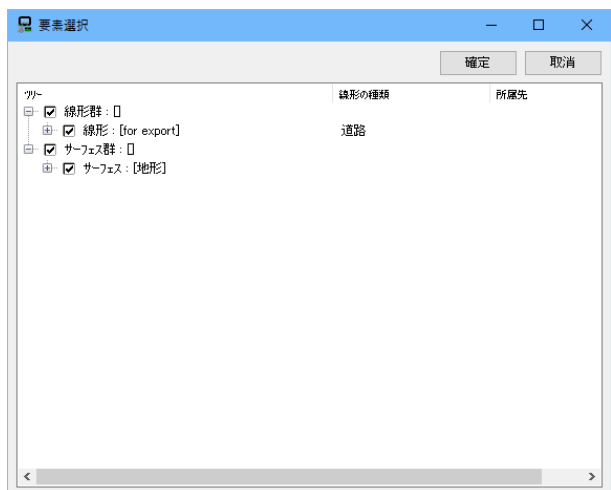 要素選択
確定 取消
ツリー 線形の種類 所属先
線形群 : []
線形 : [for export] 道路
サーフェス群 : []
サーフェス : [地形]